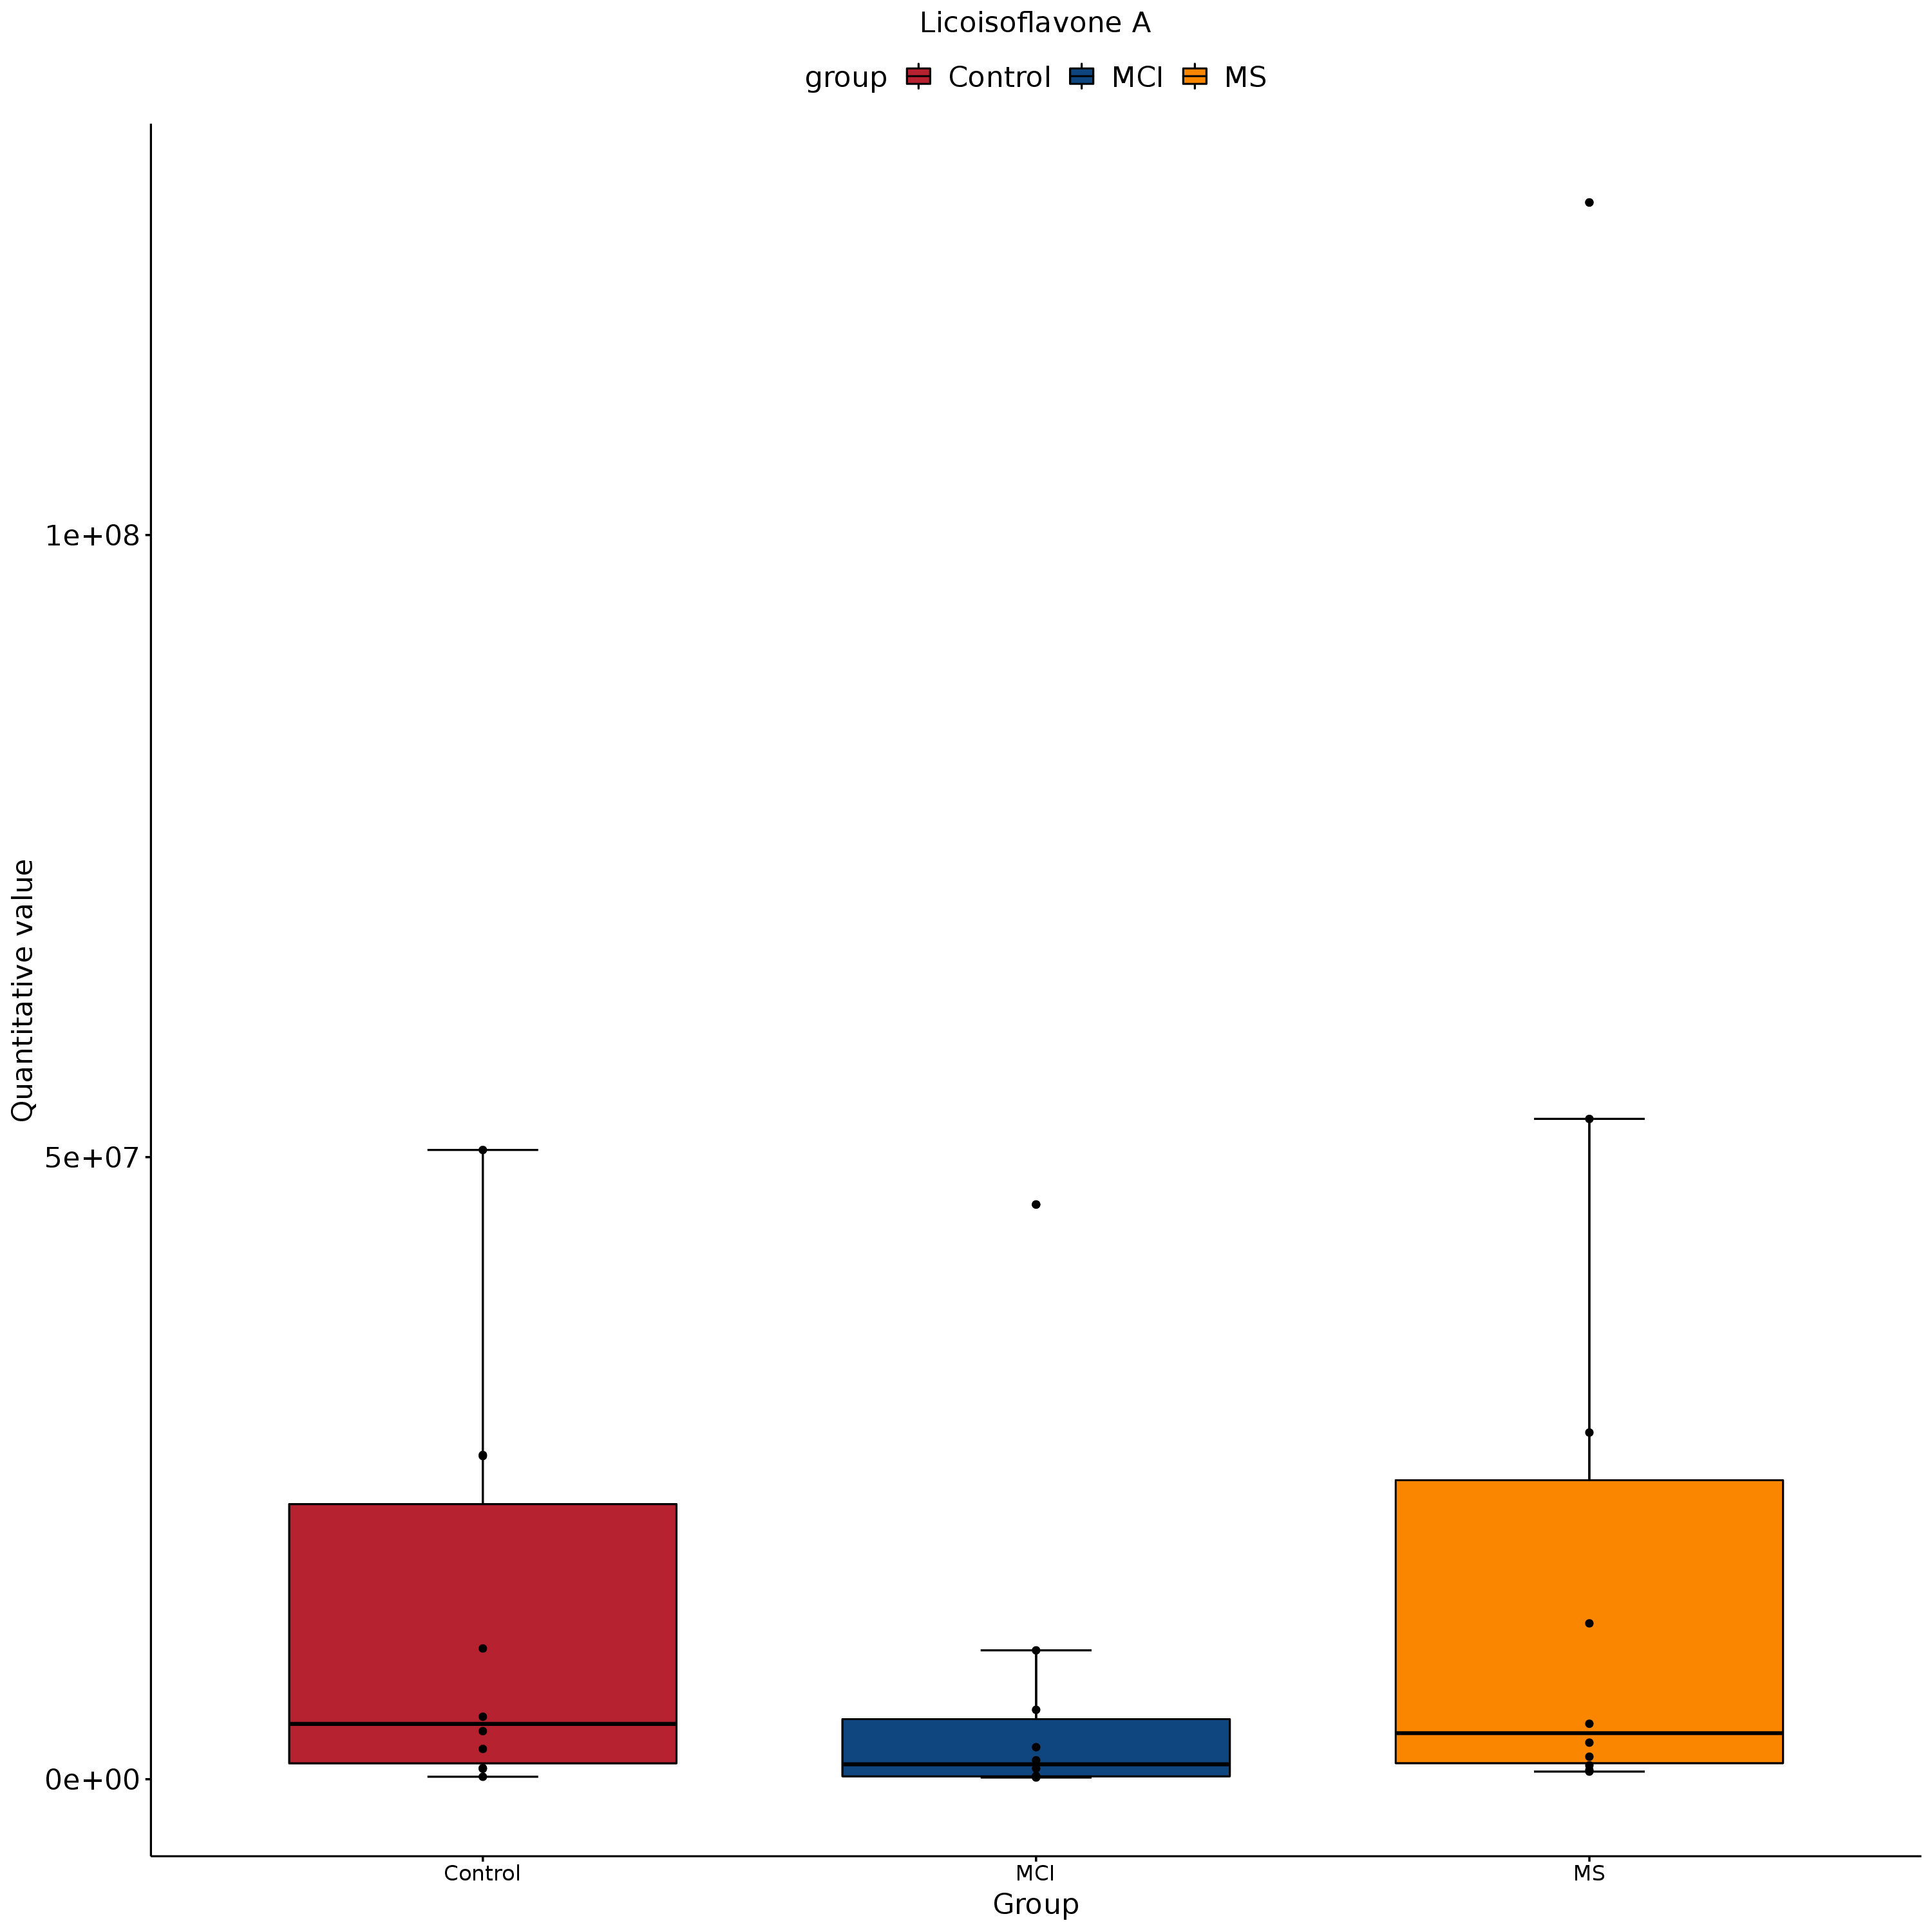 Licoisoflavone A
group Control MCI MS
1e+08
5e+07
0e+00
Quantitative value
Control MCI MS
Group